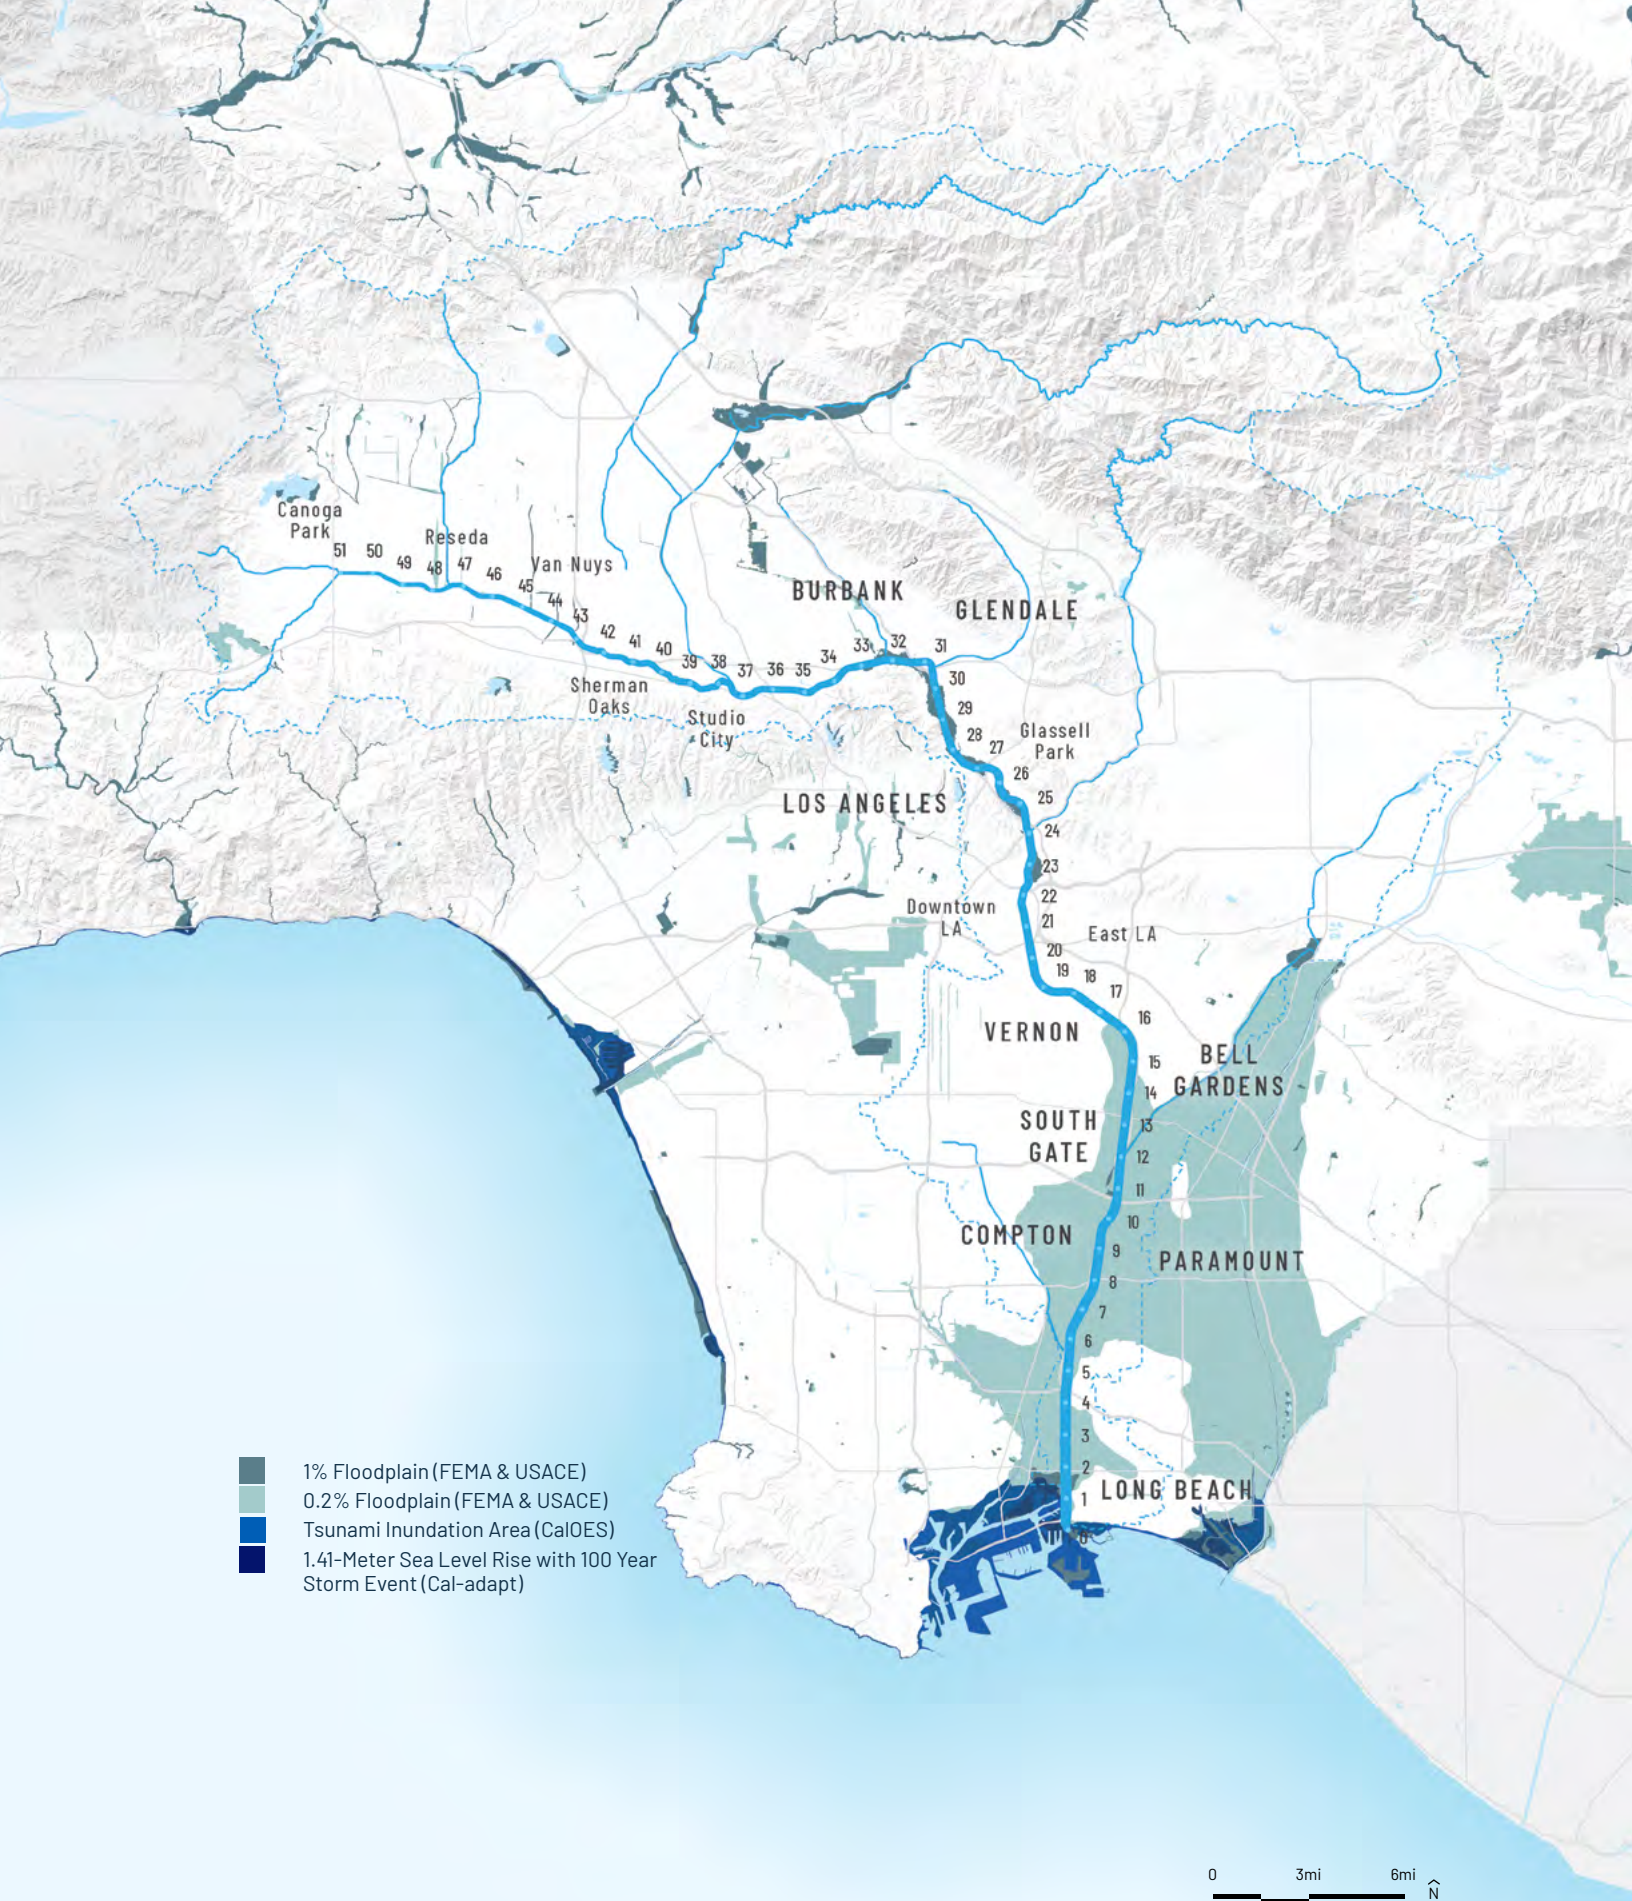 Canoga
Park
51
50
49
48
47
46
45
44
43
42
41
40
39
38
37
36
35
34
33
32
31
30
29
28
27
26
25
24
23
22
21
20
19
18
17
16
15
14
13
12
11
10
9
8
7
6
5
4
3
2
1
0
Reseda
Van Nuys
BURBANK
GLENDALE
Sherman
Oaks
Studio
City
Glassell
Park
LOS ANGELES
Downtown
LA
East LA
VERNON
BELL
GARDENS
SOUTH
GATE
COMPTON
PARAMOUNT
LONG BEACH
1% Floodplain (FEMA & USACE)
0.2% Floodplain (FEMA & USACE)
Tsunami Inundation Area (CalOES)
1.41-Meter Sea Level Rise with 100 Year
Storm Event (Cal-adapt)
0 3mi 6mi
N